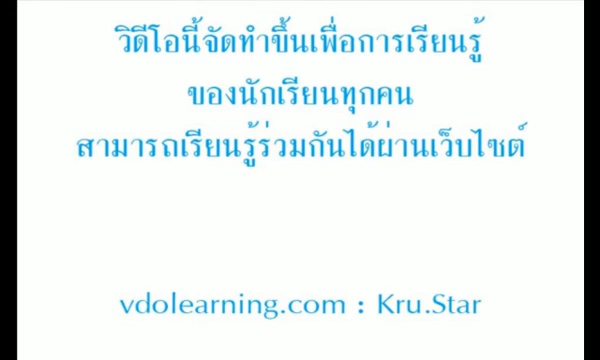 วิดีโอนี้จัดทำขึ้นเพื่อการเรียนรู้
ของนักเรียนทุกคน
สามารถเรียนรู้ร่วมกันได้ผ่านเว็บไซต์
vdolearning.com : Kru.Star